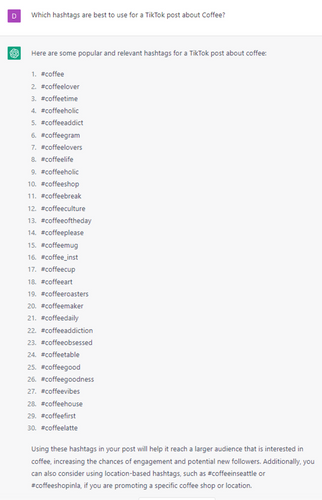 D
Which hashtags are best to use for a TikTok post about Coffee?
Here are some popular and relevant hashtags for a TikTok post about coffee:
1. #coffee
2. #coffeelover
3. #coffeetime
4. #coffeeholic
5. #coffeeaddict
6. #coffeegram
7. #coffeelovers
8. #coffeelife
9. #coffeeholic
10. #coffeeshop
11. #coffeebreak
12. #coffeeculture
13. #coffeeoftheday
14. #coffeeplease
15. #coffeemug
16. #coffee_inst
17. #coffeecup
18. #coffeeart
19. #coffeeroasters
20. #coffeemaker
21. #coffeedaily
22. #coffeeaddiction
23. #coffeeobsessed
24. #coffeetable
25. #coffeegood
26. #coffeegoodness
27. #coffeevibes
28. #coffeehouse
29. #coffeefirst
30. #coffeelatte
Using these hashtags in your post will help it reach a larger audience that is interested in
coffee, increasing the chances of engagement and potential new followers. Additionally, you
can also consider using location-based hashtags, such as #coffeeinseattle or
#coffeeshopinla, if you are promoting a specific coffee shop or location.